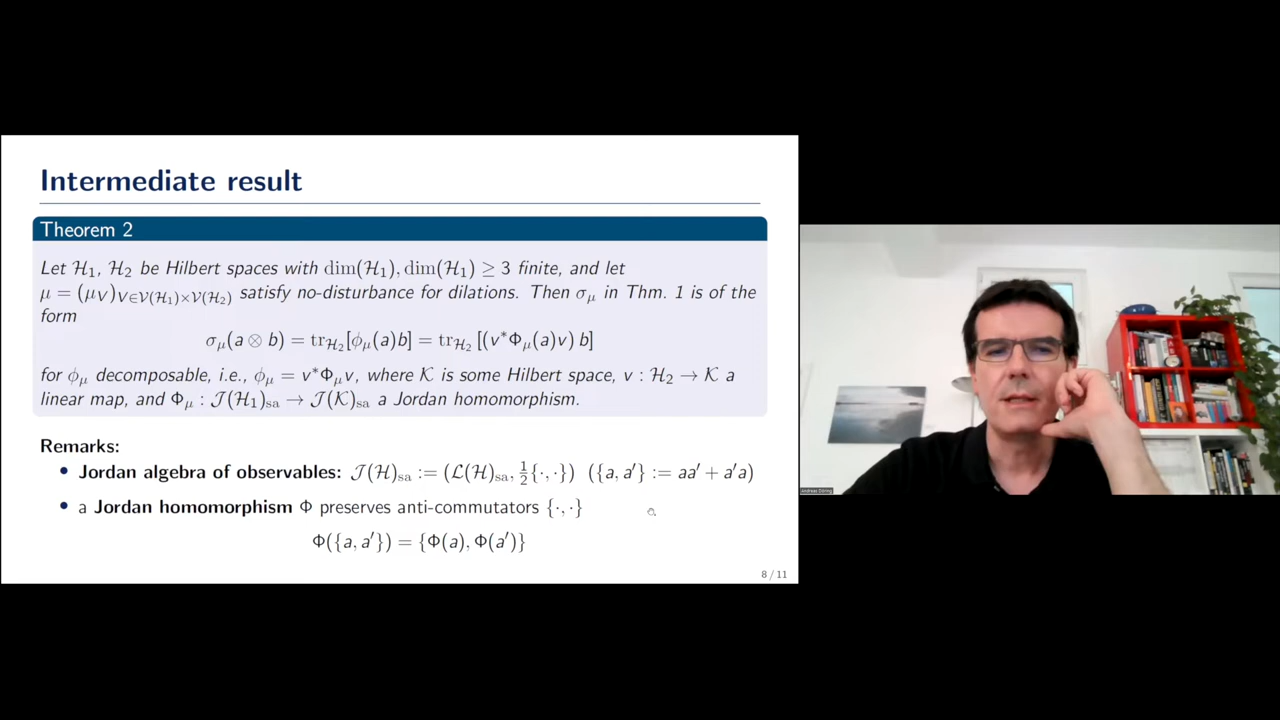 Intermediate result
Theorem 2
Let ℋ₁, ℋ₂ be Hilbert spaces with dim(ℋ₁), dim(ℋ₁) ≥ 3 finite, and let
μ = (μ_V)_{V∈𝒱(ℋ₁)×𝒱(ℋ₂)} satisfy no-disturbance for dilations. Then σ_μ in Thm. 1 is of the
form
σ_μ(a ⊗ b) = tr_{ℋ₂}[ϕ_μ(a)b] = tr_{ℋ₂} [(v*Φ_μ(a)v) b]
for ϕ_μ decomposable, i.e., ϕ_μ = v*Φ_μv, where 𝒦 is some Hilbert space, v : ℋ₂ → 𝒦 a
linear map, and Φ_μ : 𝒥(ℋ₁)_sa → 𝒥(𝒦)_sa a Jordan homomorphism.
Remarks:
• Jordan algebra of observables: 𝒥(ℋ)_sa := (ℒ(ℋ)_sa, ½{·, ·}) ({a, a′} := aa′ + a′a)
• a Jordan homomorphism Φ preserves anti-commutators {·, ·}
Φ({a, a′}) = {Φ(a), Φ(a′)}
8 / 11
Andreas Döring